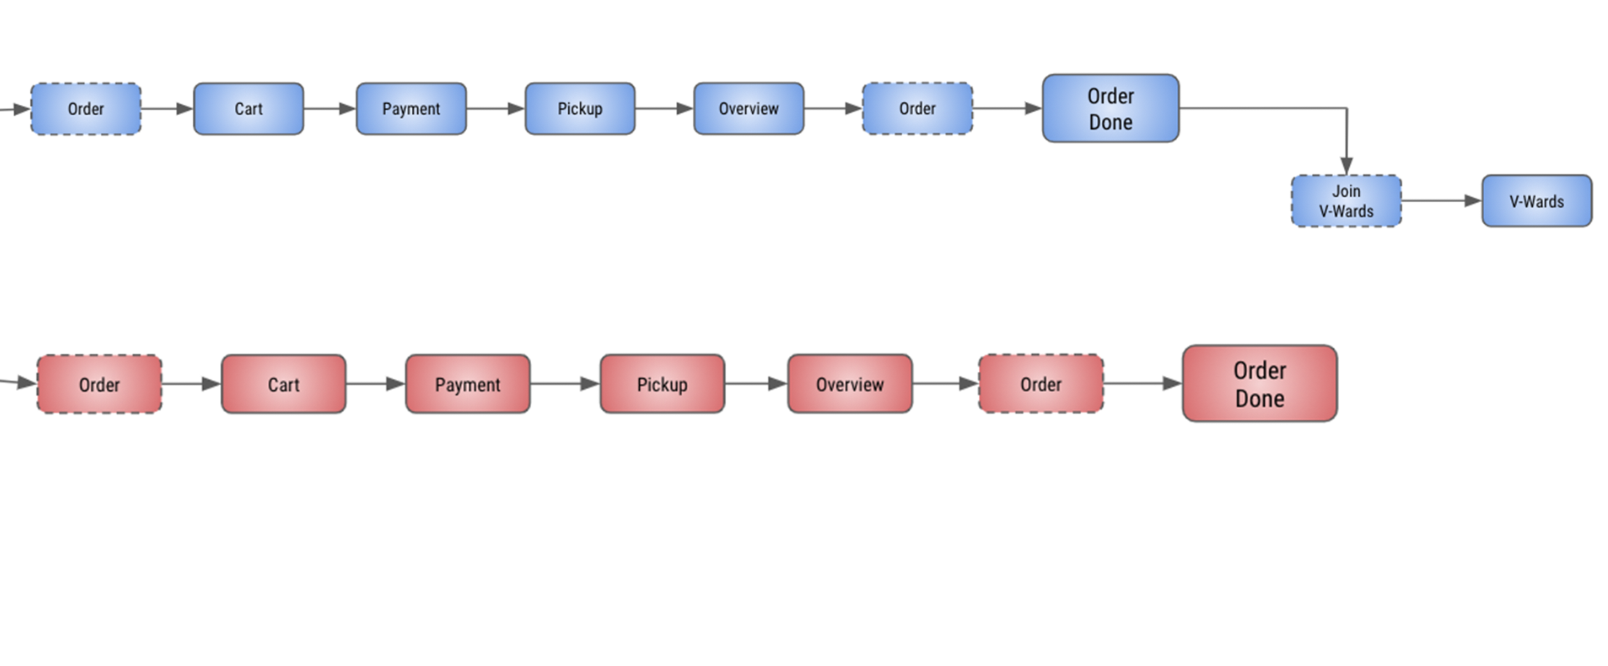 Order
Cart
Payment
Pickup
Overview
Order
Order
Done
Join
V-Wards
V-Wards
Order
Cart
Payment
Pickup
Overview
Order
Order
Done